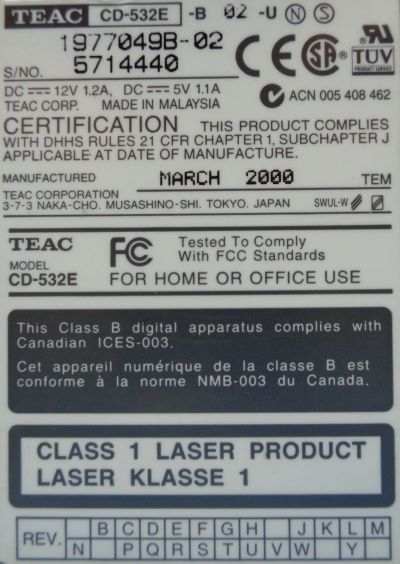 TEAC CD-532E -B 02 -U N S
1977049B-02
S/NO. 5714440
DC 12V 1.2A, DC 5V 1.1A
TEAC CORP. MADE IN MALAYSIA
CE SA TÜV
PRODUCT SERVICE
ACN 005 408 462
CERTIFICATION THIS PRODUCT COMPLIES
WITH DHHS RULES 21 CFR CHAPTER 1, SUBCHAPTER J
APPLICABLE AT DATE OF MANUFACTURE.
MANUFACTURED MARCH 2000 TEM
TEAC CORPORATION
3-7-3 NAKA-CHO. MUSASHINO-SHI. TOKYO. JAPAN SWUL-W
TEAC
MODEL
CD-532E
FC Tested To Comply
With FCC Standards
FOR HOME OR OFFICE USE
This Class B digital apparatus complies with
Canadian ICES-003.
Cet appareil numérique de la classe B est
conforme à la norme NMB-003 du Canada.
CLASS 1 LASER PRODUCT
LASER KLASSE 1
REV. B C D E F G H J K L M
N P Q R S T U V W Y